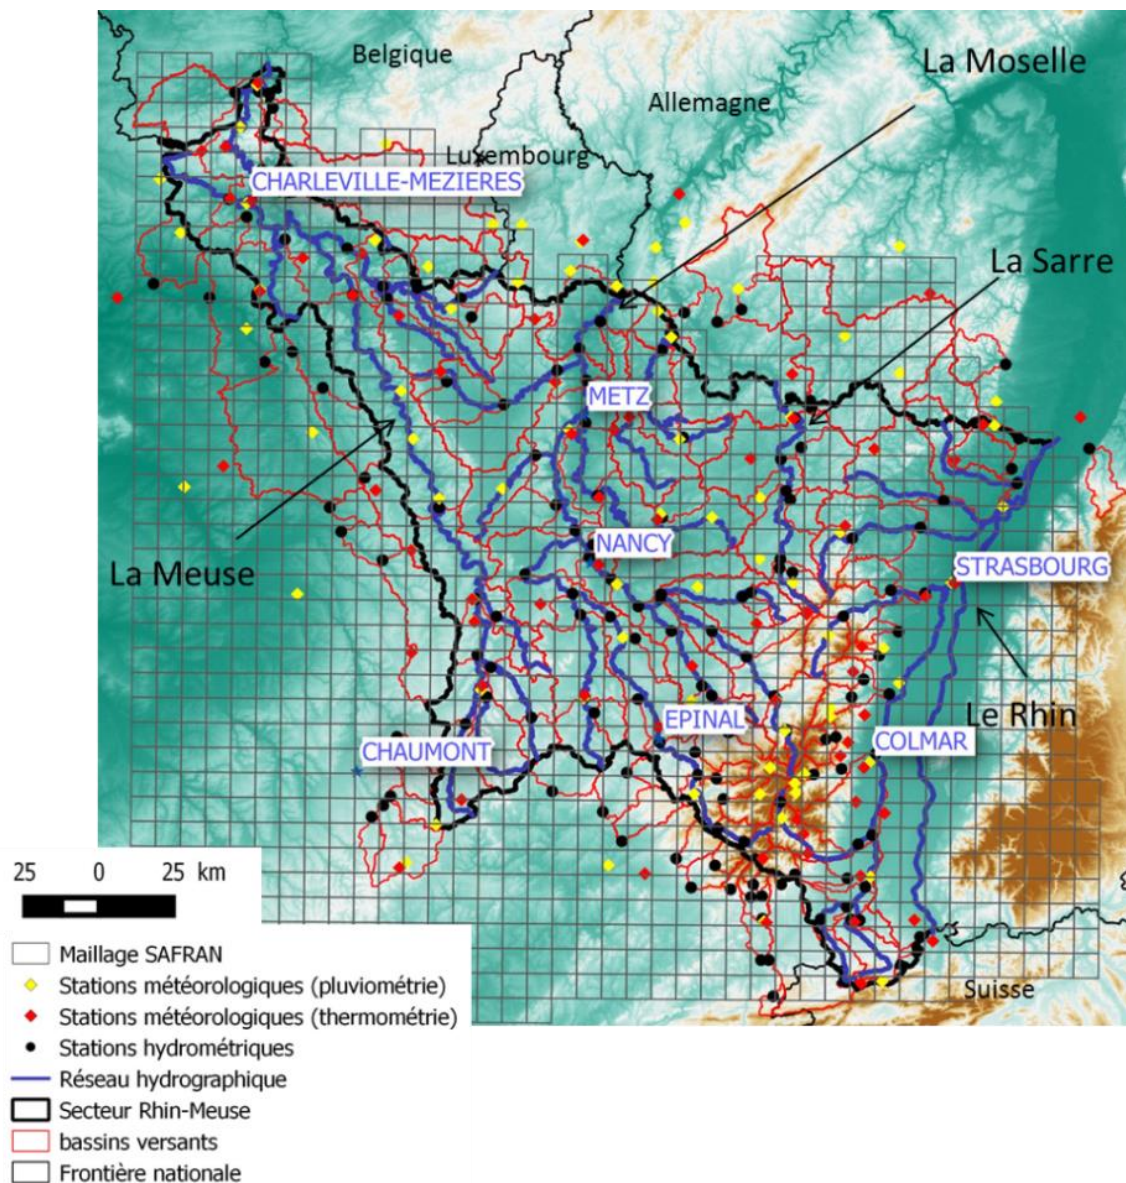 La Moselle
Belgique
Allemagne
Luxembourg
CHARLEVILLE-MEZIERES
La Sarre
METZ
NANCY
STRASBOURG
La Meuse
EPINAL
Le Rhin
COLMAR
CHAUMONT
25 0 25 km
Suisse
Maillage SAFRAN
Stations météorologiques (pluviométrie)
Stations météorologiques (thermométrie)
Stations hydrométriques
Réseau hydrographique
Secteur Rhin-Meuse
bassins versants
Frontière nationale